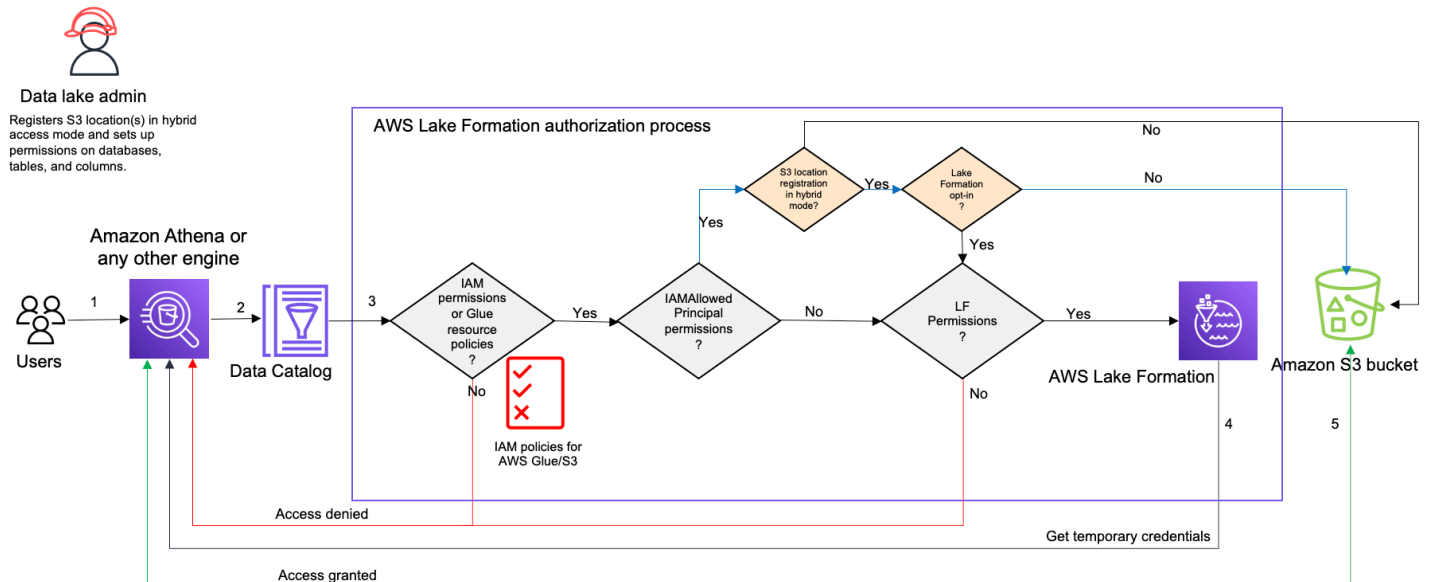 Data lake admin
Registers S3 location(s) in hybrid
access mode and sets up
permissions on databases,
tables, and columns.
AWS Lake Formation authorization process
No
S3 location
registration
in hybrid
mode?
Yes
Lake
Formation
opt-in
?
No
Yes
Yes
Amazon Athena or
any other engine
1
2
3
IAM
permissions
or Glue
resource
policies
?
Yes
IAMAllowed
Principal
permissions
?
No
LF
Permissions
?
Yes
Users
Data Catalog
AWS Lake Formation
Amazon S3 bucket
No
No
IAM policies for
AWS Glue/S3
4
5
Access denied
Get temporary credentials
Access granted